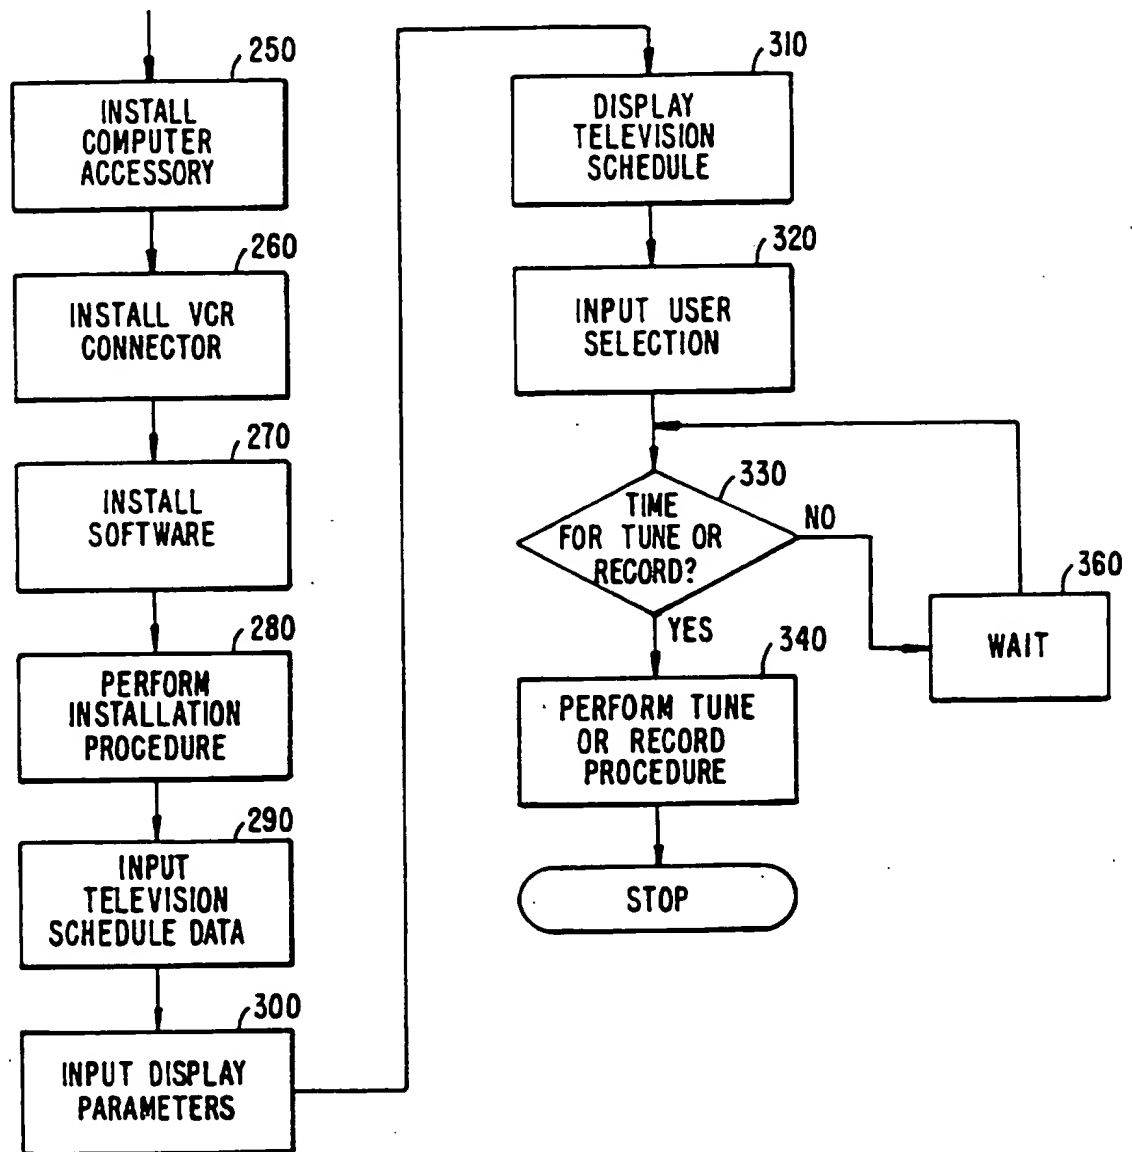 250
INSTALL
COMPUTER
ACCESSORY
260
INSTALL VCR
CONNECTOR
270
INSTALL
SOFTWARE
280
PERFORM
INSTALLATION
PROCEDURE
290
INPUT
TELEVISION
SCHEDULE DATA
300
INPUT DISPLAY
PARAMETERS
310
DISPLAY
TELEVISION
SCHEDULE
320
INPUT USER
SELECTION
330
TIME
FOR TUNE OR
RECORD?
NO
YES
360
WAIT
340
PERFORM TUNE
OR RECORD
PROCEDURE
STOP